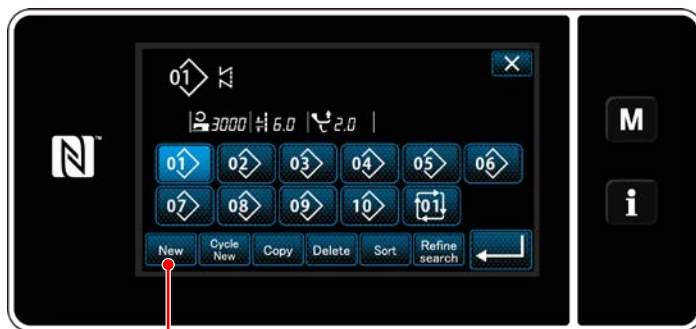 01
3000 6.0 2.0
01 02 03 04 05 06
07 08 09 10 01
New Cycle New Copy Delete Sort Refine search
M
i
N